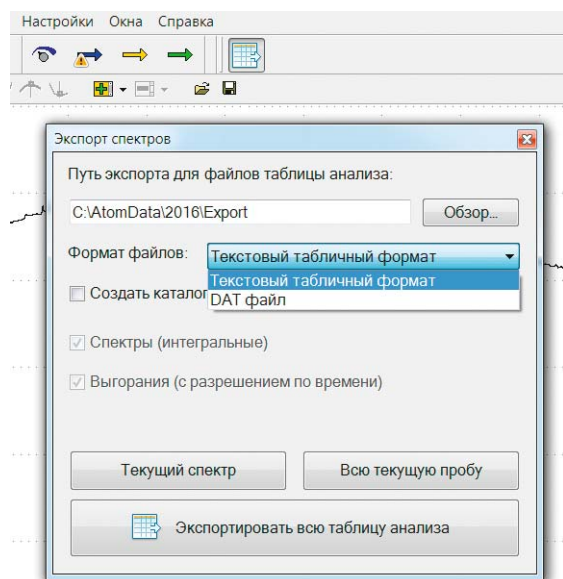 Настройки Окна Справка
Экспорт спектров
Путь экспорта для файлов таблицы анализа:
C:\AtomData\2016\Export
Обзор...
Формат файлов:
Текстовый табличный формат
Текстовый табличный формат
DAT файл
Создать каталог
Спектры (интегральные)
Выгорания (с разрешением по времени)
Текущий спектр
Всю текущую пробу
Экспортировать всю таблицу анализа